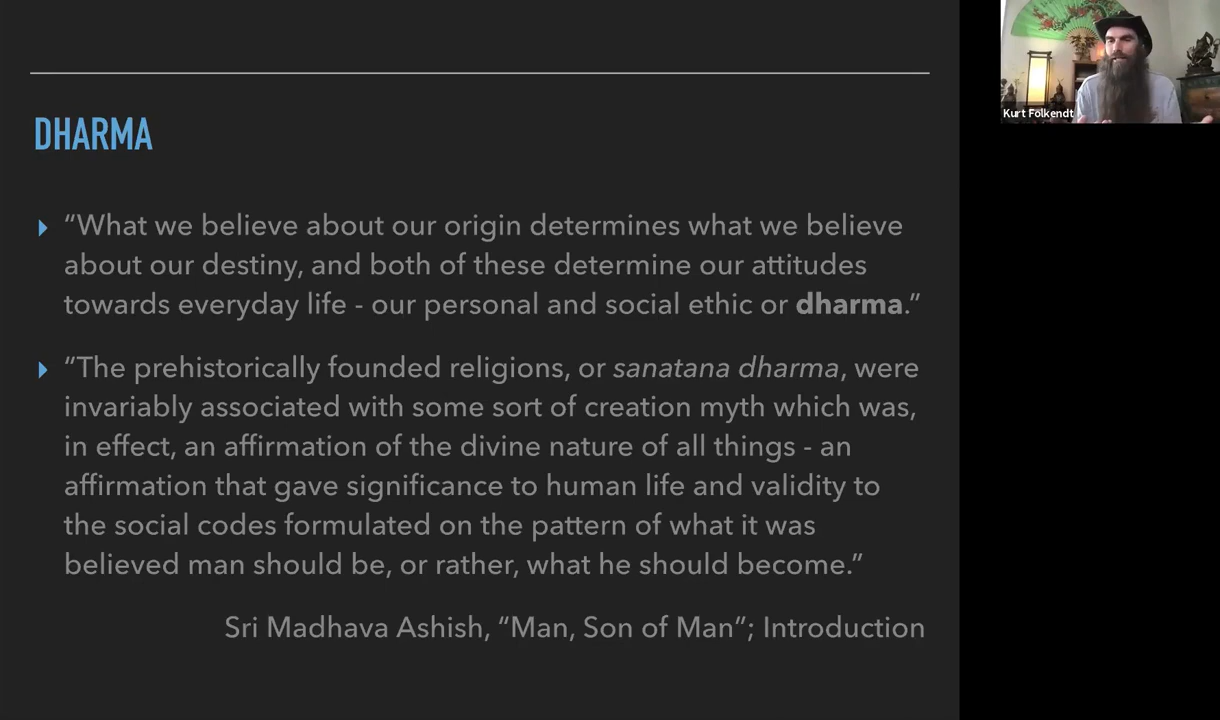 DHARMA
“What we believe about our origin determines what we believe
about our destiny, and both of these determine our attitudes
towards everyday life - our personal and social ethic or dharma.”
“The prehistorically founded religions, or sanatana dharma, were
invariably associated with some sort of creation myth which was,
in effect, an affirmation of the divine nature of all things - an
affirmation that gave significance to human life and validity to
the social codes formulated on the pattern of what it was
believed man should be, or rather, what he should become.”
Sri Madhava Ashish, “Man, Son of Man”; Introduction
Kurt Folkendt